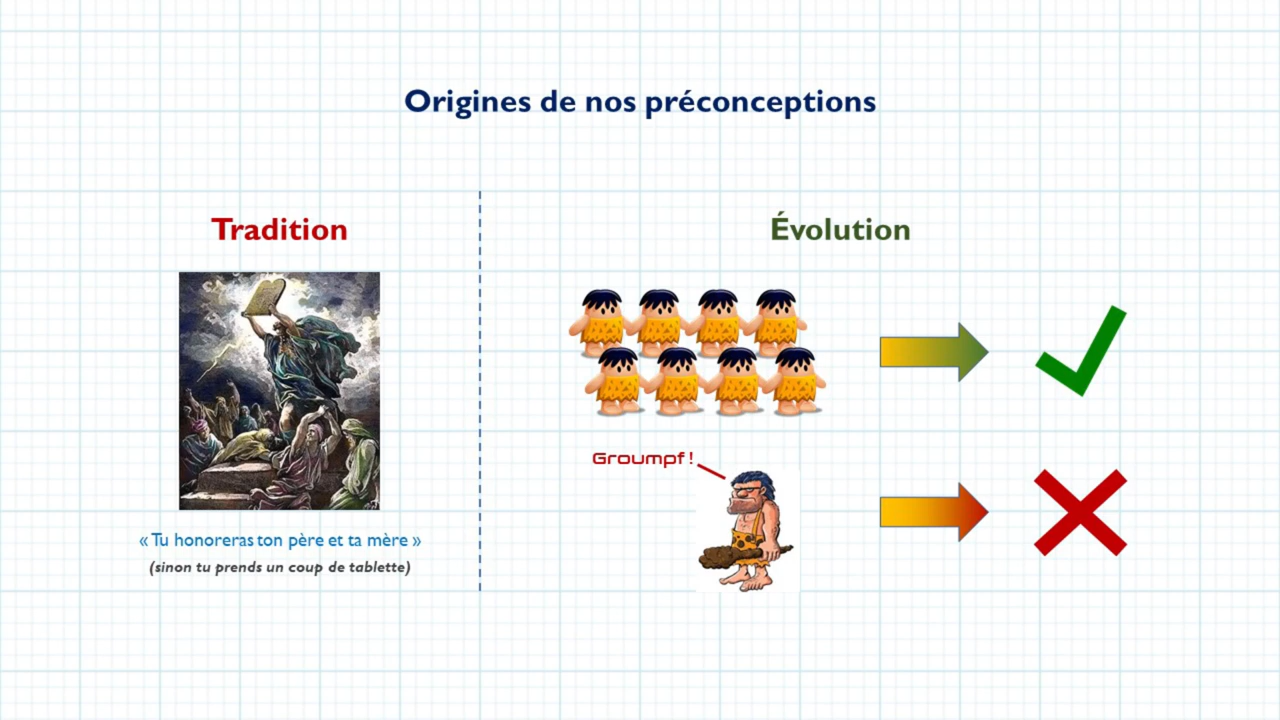 Origines de nos préconceptions
Tradition
« Tu honoreras ton père et ta mère »
(sinon tu prends un coup de tablette)
Évolution
Groumpf !